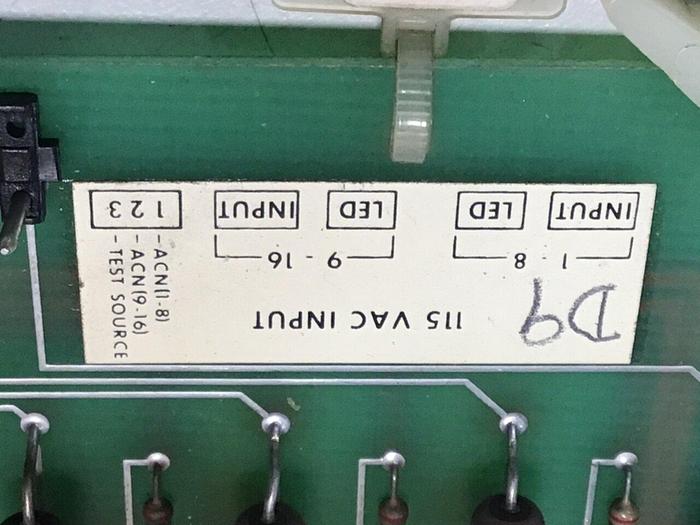 D9 115 VAC INPUT
1 - 8 9 - 16
INPUT LED INPUT LED 1 2 3
- ACN(1-8)
- ACN(9-16)
- TEST SOURCE